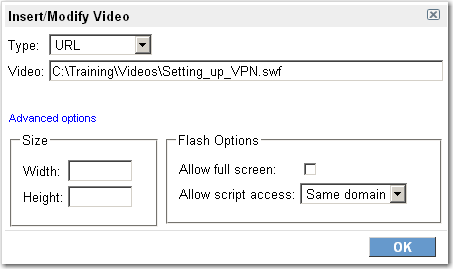 Insert/Modify Video
Type: URL
Video: C:\Training\Videos\Setting_up_VPN.swf
Advanced options
Size
Width:
Height:
Flash Options
Allow full screen:
Allow script access: Same domain
OK